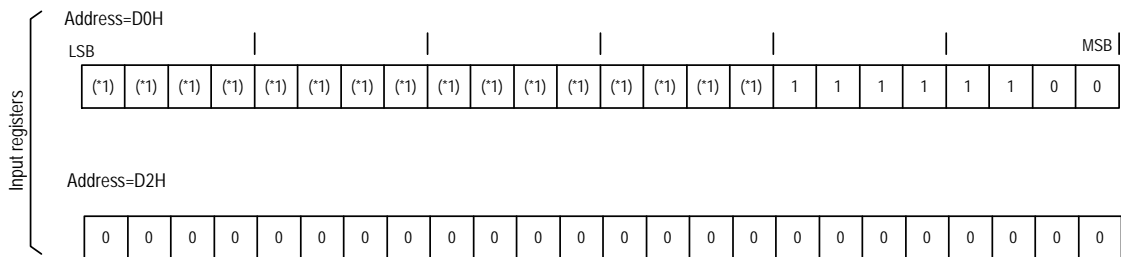 Address=D0H
LSB MSB
(*1) (*1) (*1) (*1) (*1) (*1) (*1) (*1) (*1) (*1) (*1) (*1) (*1) (*1) (*1) (*1) 1 1 1 1 1 1 0 0
Input registers
Address=D2H
0 0 0 0 0 0 0 0 0 0 0 0 0 0 0 0 0 0 0 0 0 0 0 0